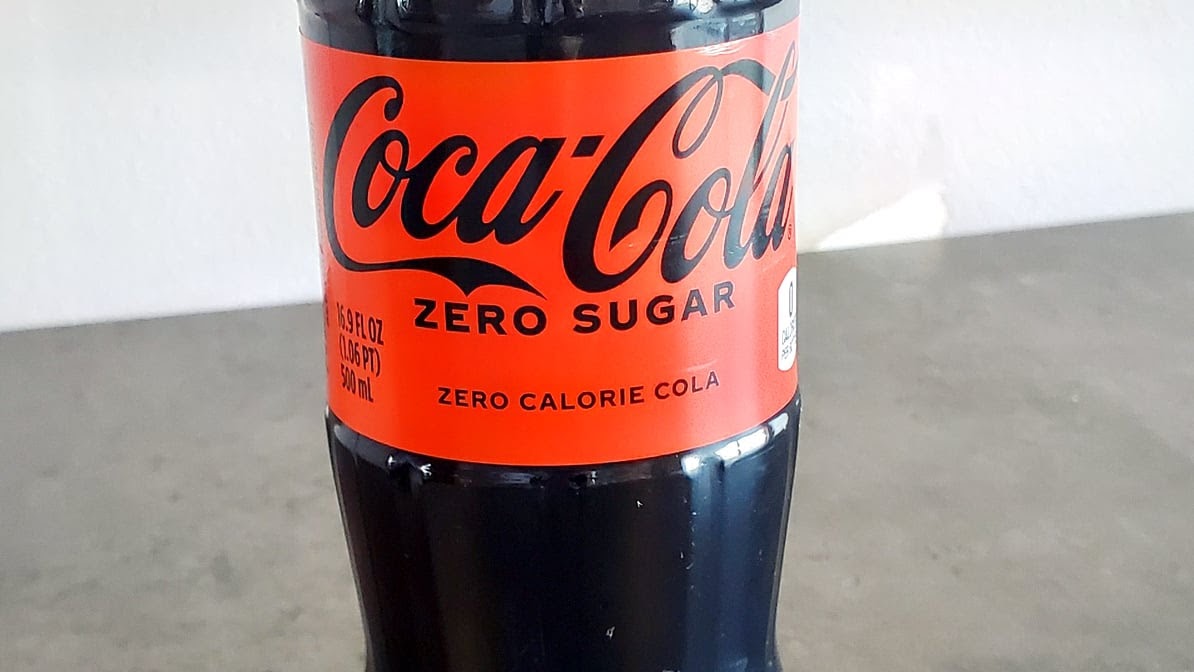 Coca-Cola
®
ZERO SUGAR
16.9 FL OZ
(1.06 PT)
500 mL
ZERO CALORIE COLA
0